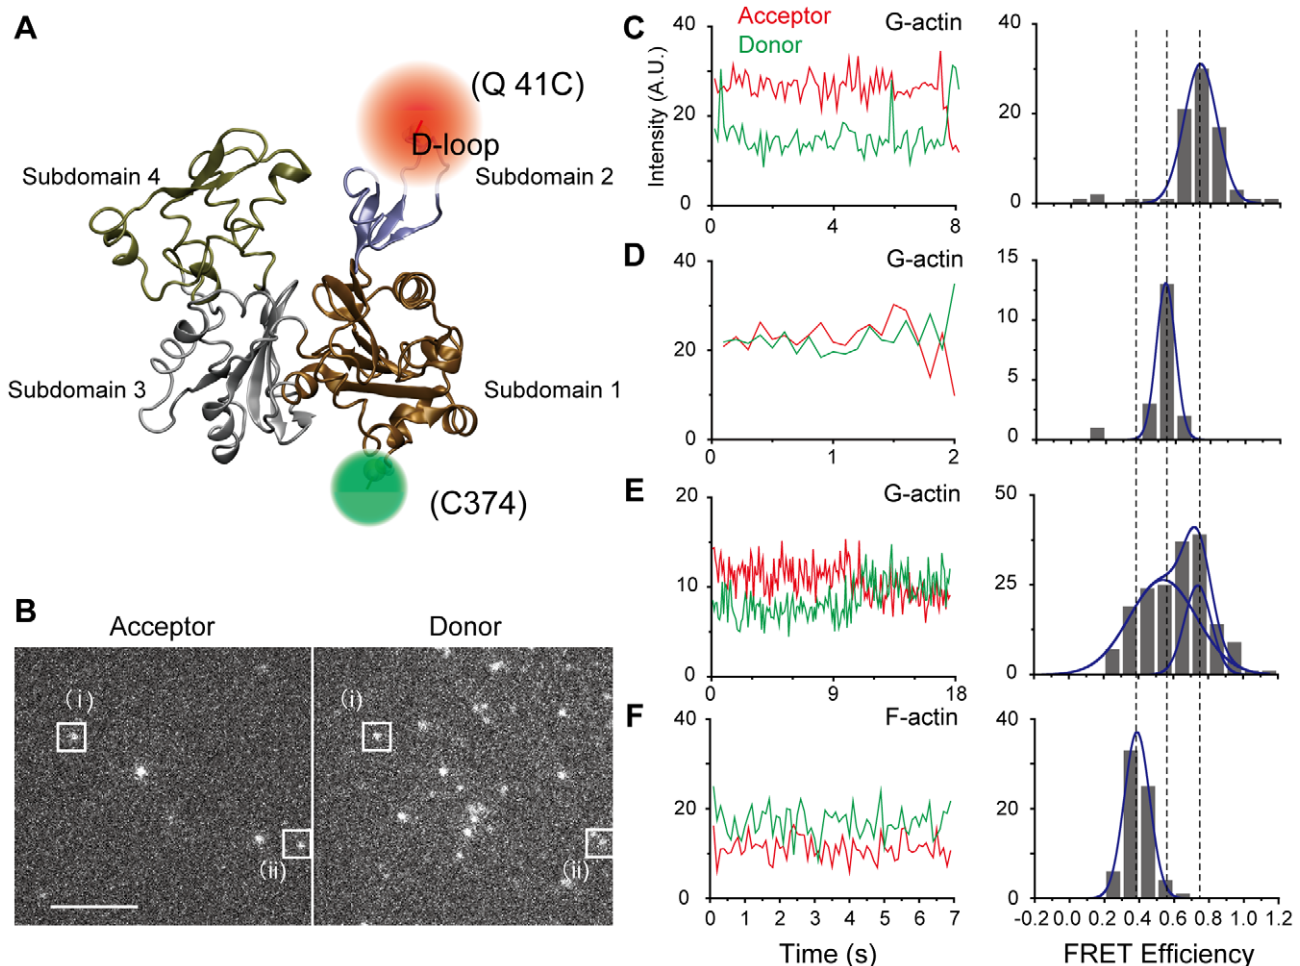 A
(Q 41C)
D-loop
Subdomain 4
Subdomain 2
Subdomain 3
Subdomain 1
(C374)
B
Acceptor
Donor
(i)
(i)
(ii)
(ii)
C
Acceptor
Donor
G-actin
Intensity (A.U.)
40
20
0
0
4
8
40
20
0
D
G-actin
40
20
0
0
1
2
15
10
5
0
E
G-actin
20
10
0
0
9
18
50
25
0
F
F-actin
40
20
0
0 1 2 3 4 5 6 7
Time (s)
40
20
0
-0.2 0.0 0.2 0.4 0.6 0.8 1.0 1.2
FRET Efficiency